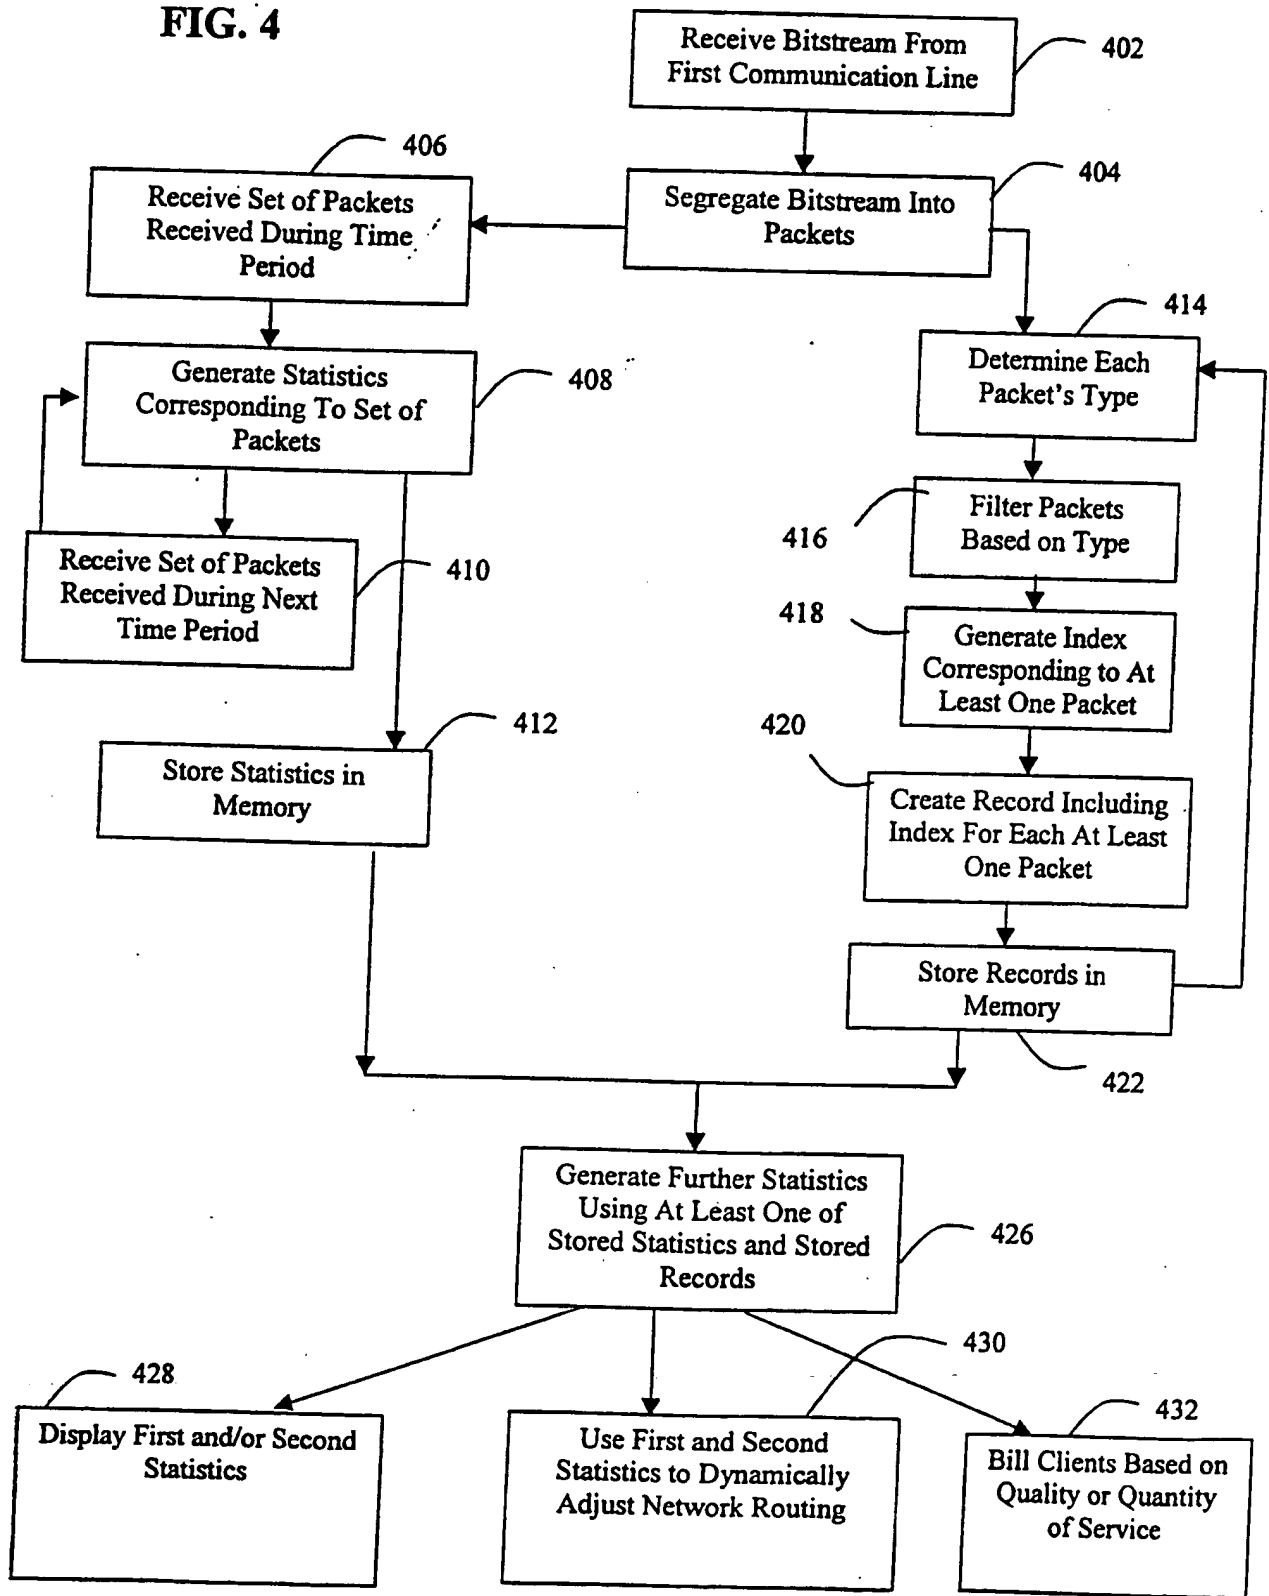 FIG. 4
Receive Bitstream From
First Communication Line
402
406
404
Receive Set of Packets
Received During Time
Period
Segregate Bitstream Into
Packets
414
Generate Statistics
Corresponding To Set of
Packets
408
Determine Each
Packet's Type
416
Filter Packets
Based on Type
Receive Set of Packets
Received During Next
Time Period
410
418
Generate Index
Corresponding to At
Least One Packet
412
420
Store Statistics in
Memory
Create Record Including
Index For Each At Least
One Packet
Store Records in
Memory
422
Generate Further Statistics
Using At Least One of
Stored Statistics and Stored
Records
426
430
428
432
Display First and/or Second
Statistics
Use First and Second
Statistics to Dynamically
Adjust Network Routing
Bill Clients Based on
Quality or Quantity
of Service